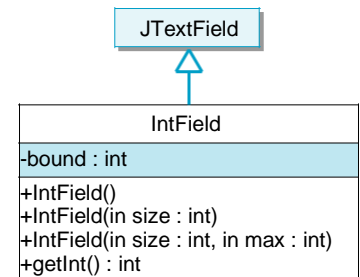 JTextField
IntField
-bound : int
+IntField()
+IntField(in size : int)
+IntField(in size : int, in max : int)
+getInt() : int